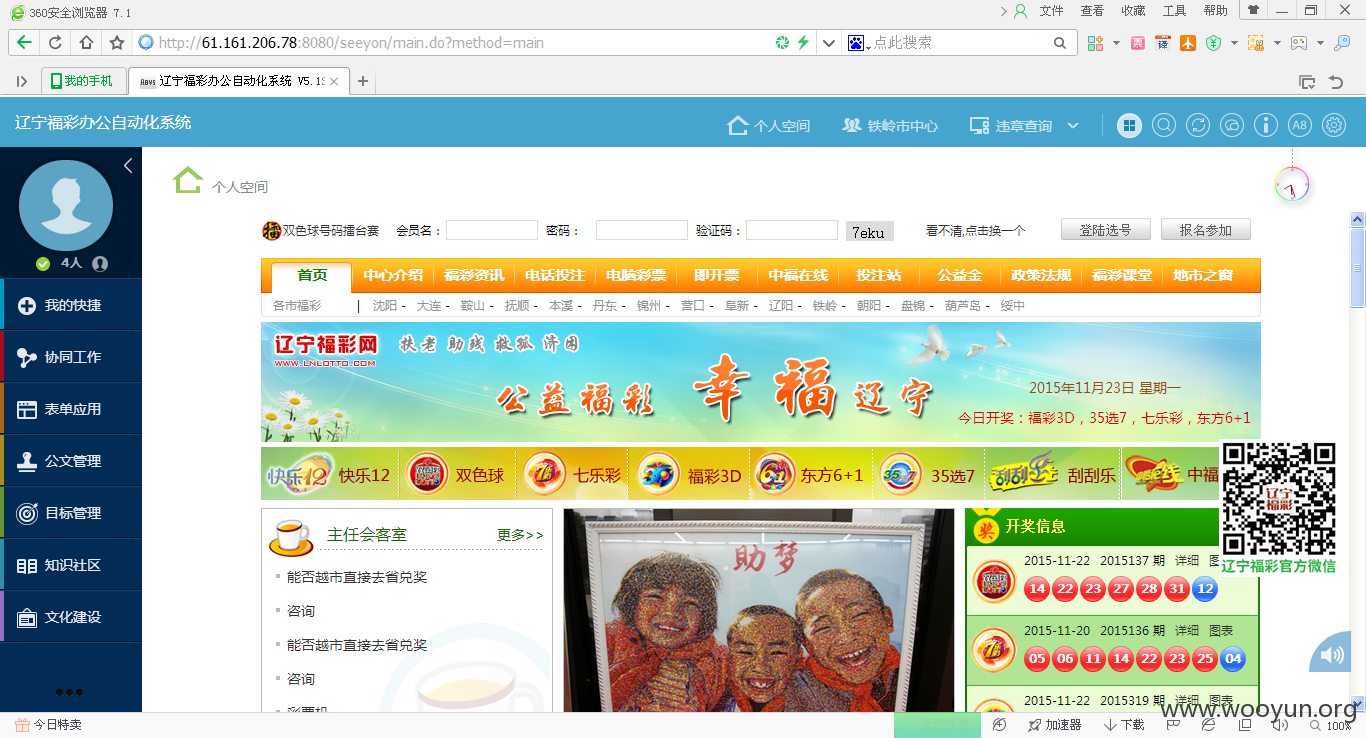 360安全浏览器 7.1
文件 查看 收藏 工具 帮助
http://61.161.206.78:8080/seeyon/main.do?method=main
点此搜索
我的手机
辽宁福彩办公自动化系统 V5.1
辽宁福彩办公自动化系统
个人空间 铁岭市中心 违章查询
A8
4人
我的快捷
协同工作
表单应用
公文管理
目标管理
知识社区
文化建设
个人空间
双色球号码擂台赛 会员名： 密码： 验证码： 7eku 看不清,点击换一个 登陆选号 报名参加
首页 中心介绍 福彩资讯 电话投注 电脑彩票 即开票 中福在线 投注站 公益金 政策法规 福彩课堂 地市之窗
各市福彩 | 沈阳 - 大连 - 鞍山 - 抚顺 - 本溪 - 丹东 - 锦州 - 营口 - 阜新 - 辽阳 - 铁岭 - 朝阳 - 盘锦 - 葫芦岛 - 绥中
辽宁福彩网 扶老 助残 救孤 济困
WWW.LNLOTTO.COM
公益福彩 幸福辽宁
2015年11月23日 星期一
今日开奖：福彩3D，35选7，七乐彩，东方6+1
快乐12 快乐12 双色球 七乐彩 福彩3D 东方6+1 35选7 刮刮乐 刮刮乐 中福
主任会客室 更多>>
能否越市直接去省兑奖
咨询
能否越市直接去省兑奖
咨询
彩票机
助梦
奖 开奖信息
2015-11-22 2015137 期 详细 图
14 22 23 27 28 31 12
2015-11-20 2015136 期 详细 图表
05 06 11 14 22 23 25 04
2015-11-22 2015319 期 详细 图表
辽宁福彩
辽宁福彩官方微信
www.wooyun.org
今日特卖
加速器 下载 100%